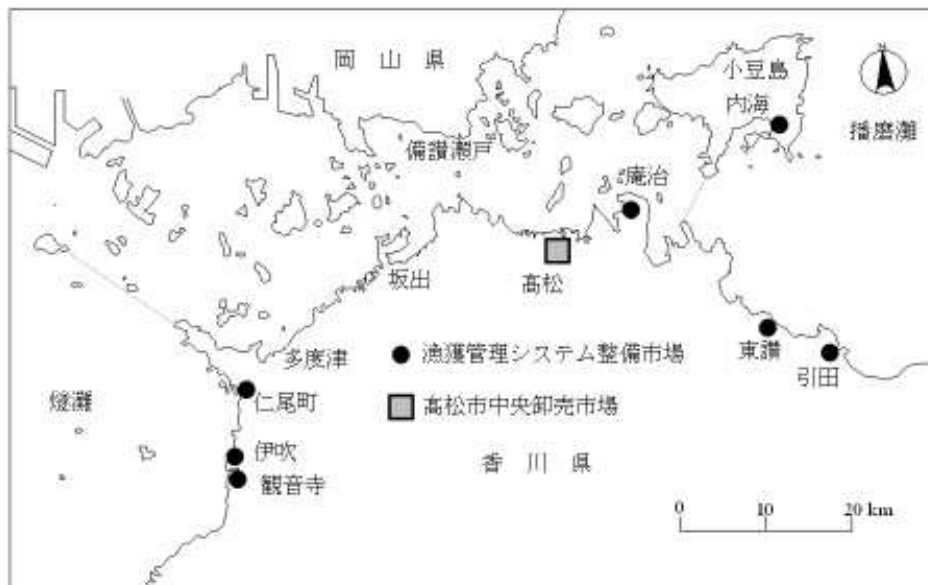 岡 山 県
小豆島
内海
N
播磨灘
備讃瀬戸
庵治
坂出
高松
東讃
引田
多度津
● 漁獲管理システム整備市場
仁尾町
高松市中央卸売市場
燧灘
伊吹
観音寺
香 川 県
0 10 20 km